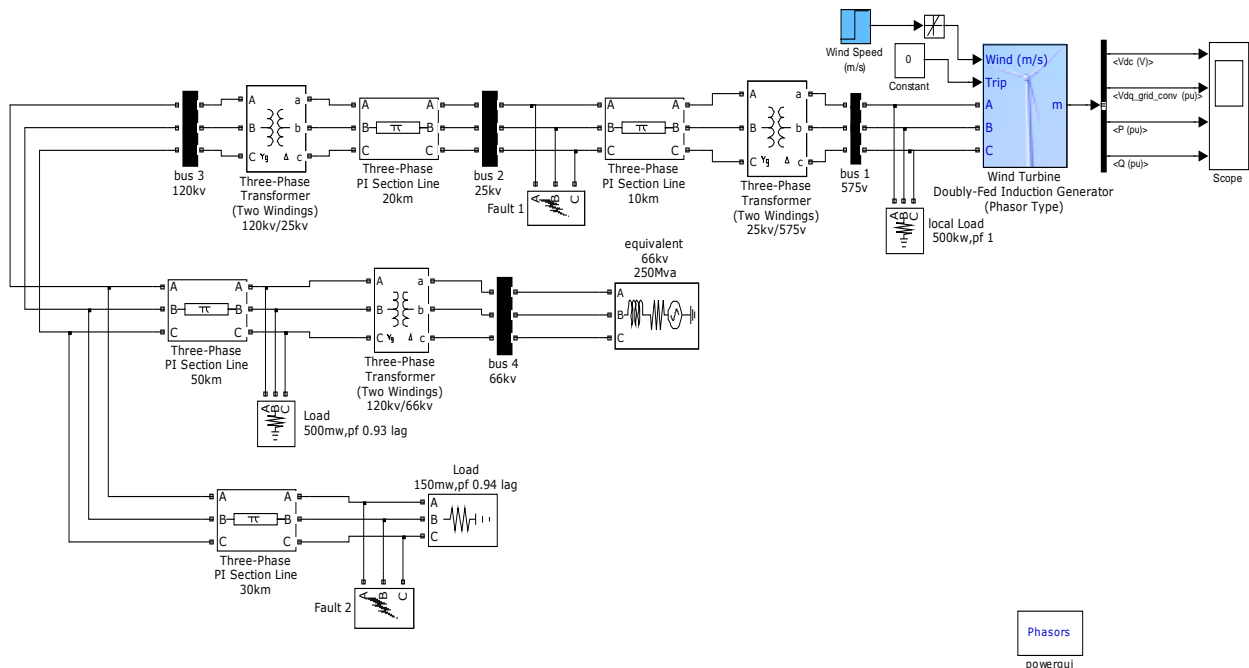 Wind Speed
(m/s)
0
Constant
Wind (m/s)
Trip
A
B
C
m
Wind Turbine
Doubly-Fed Induction Generator
(Phasor Type)
<Vdc (V)>
<Vdq_grid_conv (pu)>
<P (pu)>
<Q (pu)>
Scope
bus 3
120kv
A
B
C
a
b
c
Yg
Δ
Three-Phase
Transformer
(Two Windings)
120kv/25kv
A
B
C
A
B
C
π
Three-Phase
PI Section Line
20km
bus 2
25kv
Fault 1
A
B
C
A
B
C
A
B
C
π
Three-Phase
PI Section Line
10km
A
B
C
a
b
c
Yg
Δ
Three-Phase
Transformer
(Two Windings)
25kv/575v
bus 1
575v
A
B
C
local Load
500kw,pf 1
A
B
C
A
B
C
π
Three-Phase
PI Section Line
50km
A
B
C
Load
500mw,pf 0.93 lag
A
B
C
a
b
c
Yg
Δ
Three-Phase
Transformer
(Two Windings)
120kv/66kv
bus 4
66kv
equivalent
66kv
250Mva
A
B
C
A
B
C
A
B
C
π
Three-Phase
PI Section Line
30km
Load
150mw,pf 0.94 lag
A
B
C
Fault 2
A
B
C
Phasors
powergui